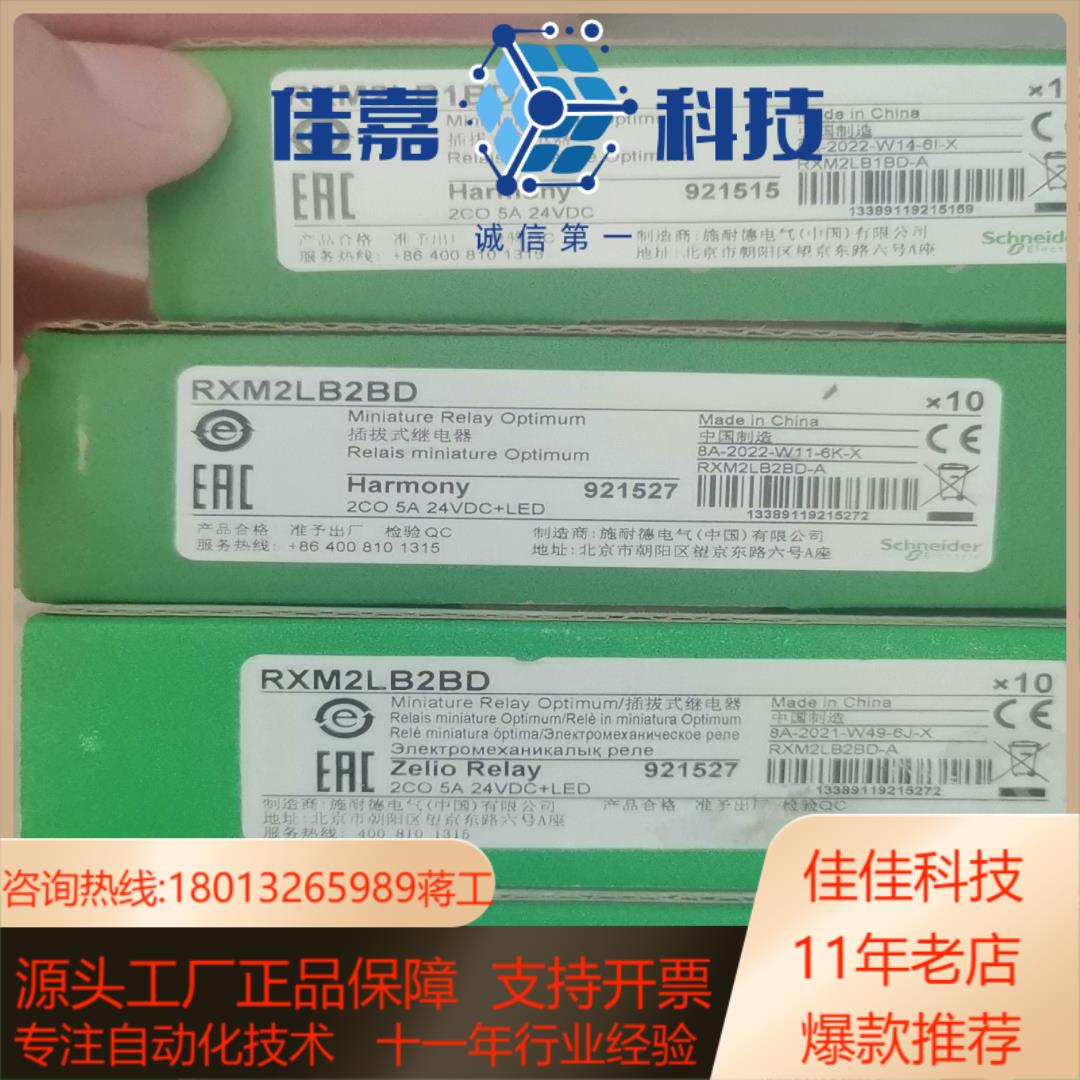 佳嘉科技
诚信第一
RXM2LB1BD
×1
Made in China
中国制造
8A-2022-W14-6I-X
RXM2LB1BD-A
EAC
Harmony
921515
2CO 5A 24VDC
13389119215159
产品合格 准予出厂
服务热线: +86 400 810 1315
制造商:施耐德电气(中国)有限公司
地址:北京市朝阳区望京东路六号A座
Schneid
RXM2LB2BD
×10
Miniature Relay Optimum
插拔式继电器
Relais miniature Optimum
Made in China
中国制造
8A-2022-W11-6K-X
RXM2LB2BD-A
CE
EAC
Harmony
921527
2CO 5A 24VDC+LED
13389119215272
产品合格 准予出厂 检验QC
服务热线: +86 400 810 1315
制造商:施耐德电气(中国)有限公司
地址:北京市朝阳区望京东路六号A座
Schneider
Electric
RXM2LB2BD
×10
Miniature Relay Optimum/插拔式继电器
Relais miniature Optimum/Relè in miniatura Optimum
Relé miniatura óptima/Электромеханическое реле
Электромеханикалық реле
Made in China
中国制造
8A-2021-W49-6J-X
RXM2LB2BD-A
CE
EAC
Zelio Relay
921527
2CO 5A 24VDC+LED
13389119215272
制造商:施耐德电气(中国)有限公司 产品合格 准予出厂 检验QC
地址:北京市朝阳区望京东路六号A座
服务热线: 400 810 1315
咨询热线:18013265989蒋工
源头工厂正品保障 支持开票
专注自动化技术 十一年行业经验
佳佳科技
11年老店
爆款推荐